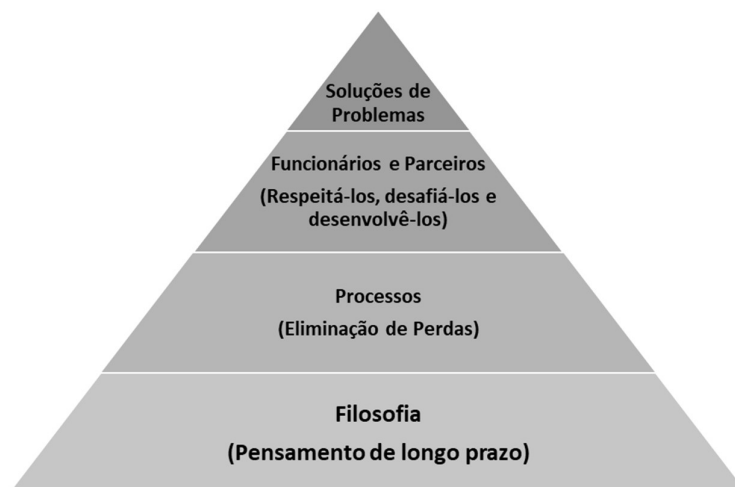 Soluções de
Problemas
Funcionários e Parceiros
(Respeitá-los, desafiá-los e
desenvolvê-los)
Processos
(Eliminação de Perdas)
Filosofia
(Pensamento de longo prazo)